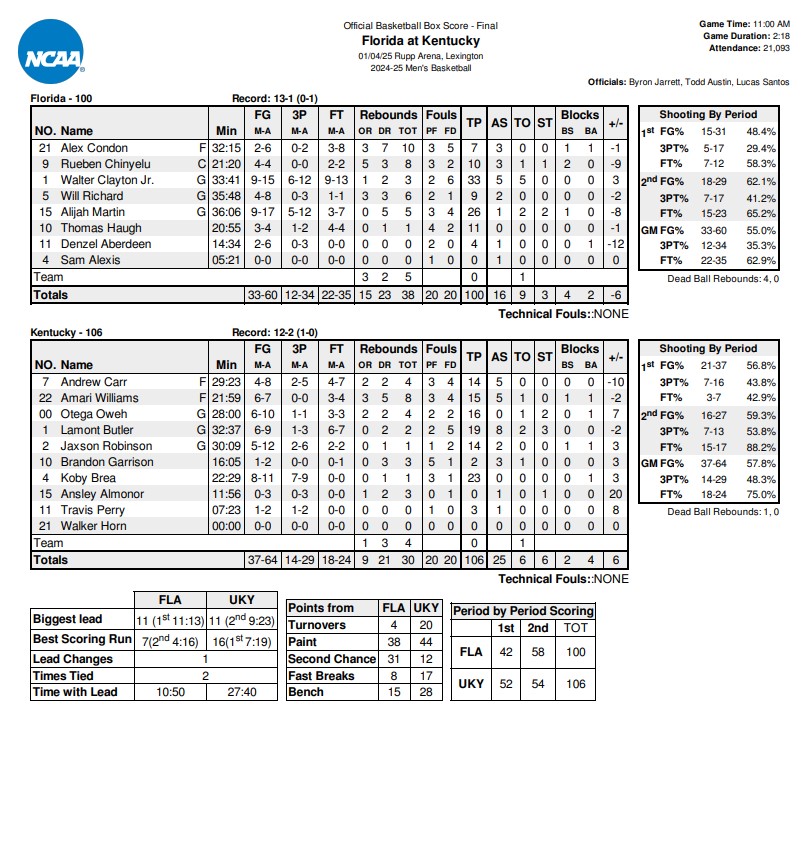 NCAA®
Official Basketball Box Score - Final
Florida at Kentucky
01/04/25 Rupp Arena, Lexington
2024-25 Men's Basketball
Game Time: 11:00 AM
Game Duration: 2:18
Attendance: 21,093
Officials: Byron Jarrett, Todd Austin, Lucas Santos
Florida - 100 Record: 13-1 (0-1)
FG 3P FT Rebounds Fouls Blocks
NO. Name Min M-A M-A M-A OR DR TOT PF FD TP AS TO ST BS BA +/-
21 Alex Condon F 32:15 2-6 0-2 3-8 3 7 10 3 5 7 3 0 0 1 1 -1
9 Rueben Chinyelu C 21:20 4-4 0-0 2-2 5 3 8 3 2 10 3 1 1 2 0 -9
1 Walter Clayton Jr. G 33:41 9-15 6-12 9-13 1 2 3 2 6 33 5 5 0 0 0 3
5 Will Richard G 35:48 4-8 0-3 1-1 3 3 6 2 1 9 2 0 0 0 0 -2
15 Alijah Martin G 36:06 9-17 5-12 3-7 0 5 5 3 4 26 1 2 2 1 0 -8
10 Thomas Haugh 20:55 3-4 1-2 4-4 0 1 1 4 2 11 0 0 0 0 0 -1
11 Denzel Aberdeen 14:34 2-6 0-3 0-0 0 0 0 2 0 4 1 0 0 0 1 -12
4 Sam Alexis 05:21 0-0 0-0 0-0 0 0 0 1 0 0 1 0 0 0 0 0
Team 3 2 5 0 1
Totals 33-60 12-34 22-35 15 23 38 20 20 100 16 9 3 4 2 -6
Technical Fouls::NONE
Shooting By Period
1st FG% 15-31 48.4%
3PT% 5-17 29.4%
FT% 7-12 58.3%
2nd FG% 18-29 62.1%
3PT% 7-17 41.2%
FT% 15-23 65.2%
GM FG% 33-60 55.0%
3PT% 12-34 35.3%
FT% 22-35 62.9%
Dead Ball Rebounds: 4, 0
Kentucky - 106 Record: 12-2 (1-0)
FG 3P FT Rebounds Fouls Blocks
NO. Name Min M-A M-A M-A OR DR TOT PF FD TP AS TO ST BS BA +/-
7 Andrew Carr F 29:23 4-8 2-5 4-7 2 2 4 3 4 14 5 0 0 0 0 -10
22 Amari Williams F 21:59 6-7 0-0 3-4 3 5 8 3 4 15 5 1 0 1 1 -2
00 Otega Oweh G 28:00 6-10 1-1 3-3 2 2 4 2 4 16 0 1 2 0 1 7
1 Lamont Butler G 32:37 6-9 1-3 6-7 0 2 2 2 5 19 8 2 3 0 0 -2
2 Jaxson Robinson G 30:09 5-12 2-6 2-2 0 1 1 1 2 14 2 0 0 1 1 3
10 Brandon Garrison 16:05 1-2 0-0 0-1 0 3 3 5 1 2 3 1 0 0 0 3
4 Koby Brea 22:29 8-11 7-9 0-0 0 1 1 3 1 23 0 0 0 0 1 3
15 Ansley Almonor 11:56 0-3 0-3 0-0 1 2 3 0 1 0 1 0 1 0 0 20
11 Travis Perry 07:23 1-2 1-2 0-0 0 0 0 1 0 3 1 0 0 0 0 8
21 Walker Horn 00:00 0-0 0-0 0-0 0 0 0 0 0 0 0 0 0 0 0 0
Team 1 3 4 0 1
Totals 37-64 14-29 18-24 9 21 30 20 20 106 25 6 6 2 4 6
Technical Fouls::NONE
Shooting By Period
1st FG% 21-37 56.8%
3PT% 7-16 43.8%
FT% 3-7 42.9%
2nd FG% 16-27 59.3%
3PT% 7-13 53.8%
FT% 15-17 88.2%
GM FG% 37-64 57.8%
3PT% 14-29 48.3%
FT% 18-24 75.0%
Dead Ball Rebounds: 1, 0
FLA UKY
Biggest lead 11 (1st 11:13) 11 (2nd 9:23)
Best Scoring Run 7(2nd 4:16) 16(1st 7:19)
Lead Changes 1
Times Tied 2
Time with Lead 10:50 27:40
Points from FLA UKY
Turnovers 4 20
Paint 38 44
Second Chance 31 12
Fast Breaks 8 17
Bench 15 28
Period by Period Scoring
1st 2nd TOT
FLA 42 58 100
UKY 52 54 106